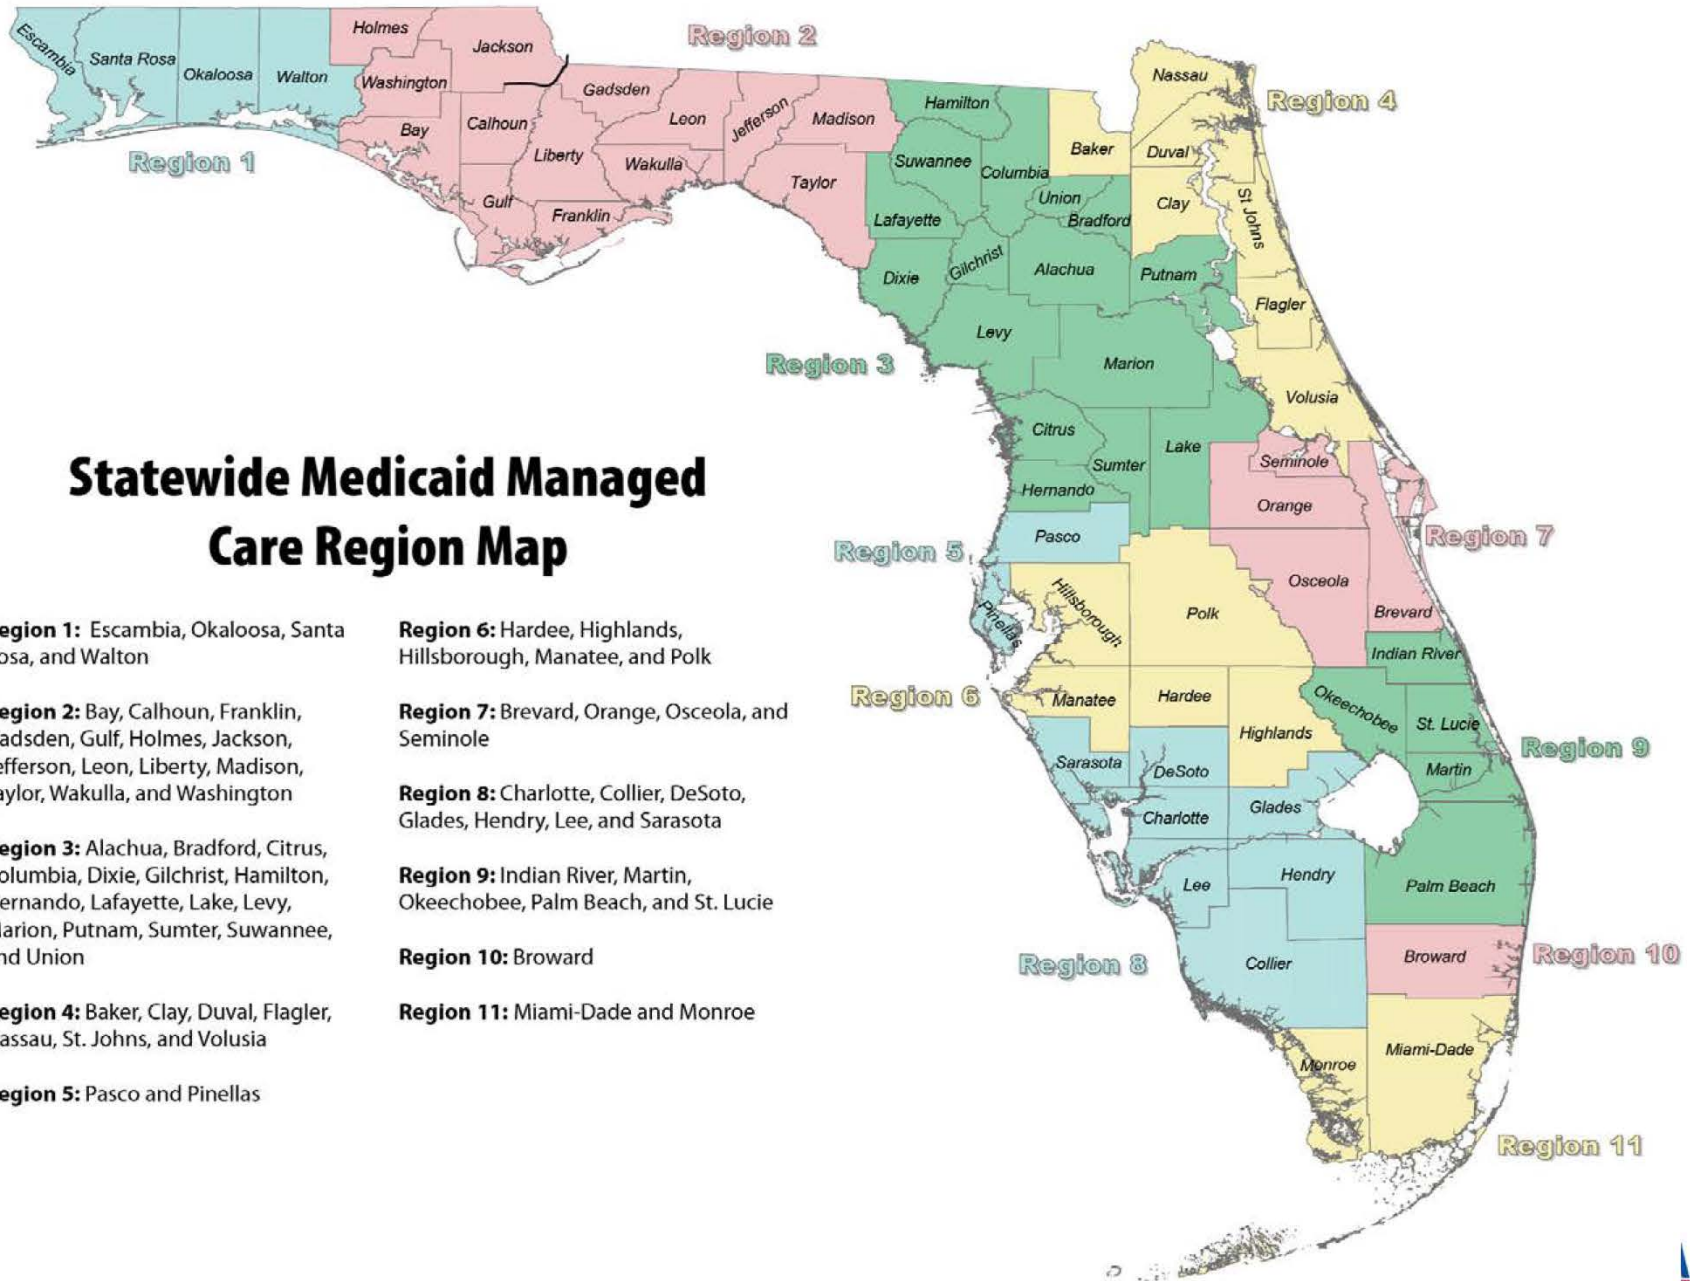 Escambia
Santa Rosa
Okaloosa
Walton
Holmes
Jackson
Washington
Bay
Calhoun
Gulf
Liberty
Franklin
Gadsden
Leon
Wakulla
Jefferson
Madison
Taylor
Region 1
Region 2
Hamilton
Suwannee
Columbia
Lafayette
Union
Bradford
Dixie
Gilchrist
Alachua
Putnam
Levy
Marion
Citrus
Sumter
Lake
Hernando
Region 3
Nassau
Baker
Duval
Clay
St Johns
Flagler
Volusia
Region 4
Pasco
Pinellas
Region 5
Hillsborough
Polk
Manatee
Hardee
Highlands
Region 6
Seminole
Orange
Osceola
Brevard
Region 7
Sarasota
DeSoto
Charlotte
Glades
Lee
Hendry
Collier
Region 8
Indian River
Okeechobee
St. Lucie
Martin
Palm Beach
Region 9
Broward
Region 10
Monroe
Miami-Dade
Region 11
Statewide Medicaid Managed
Care Region Map
egion 1: Escambia, Okaloosa, Santa
osa, and Walton
egion 2: Bay, Calhoun, Franklin,
adsden, Gulf, Holmes, Jackson,
efferson, Leon, Liberty, Madison,
aylor, Wakulla, and Washington
egion 3: Alachua, Bradford, Citrus,
olumbia, Dixie, Gilchrist, Hamilton,
ernando, Lafayette, Lake, Levy,
arion, Putnam, Sumter, Suwannee,
nd Union
egion 4: Baker, Clay, Duval, Flagler,
assau, St. Johns, and Volusia
egion 5: Pasco and Pinellas
Region 6: Hardee, Highlands,
Hillsborough, Manatee, and Polk
Region 7: Brevard, Orange, Osceola, and
Seminole
Region 8: Charlotte, Collier, DeSoto,
Glades, Hendry, Lee, and Sarasota
Region 9: Indian River, Martin,
Okeechobee, Palm Beach, and St. Lucie
Region 10: Broward
Region 11: Miami-Dade and Monroe